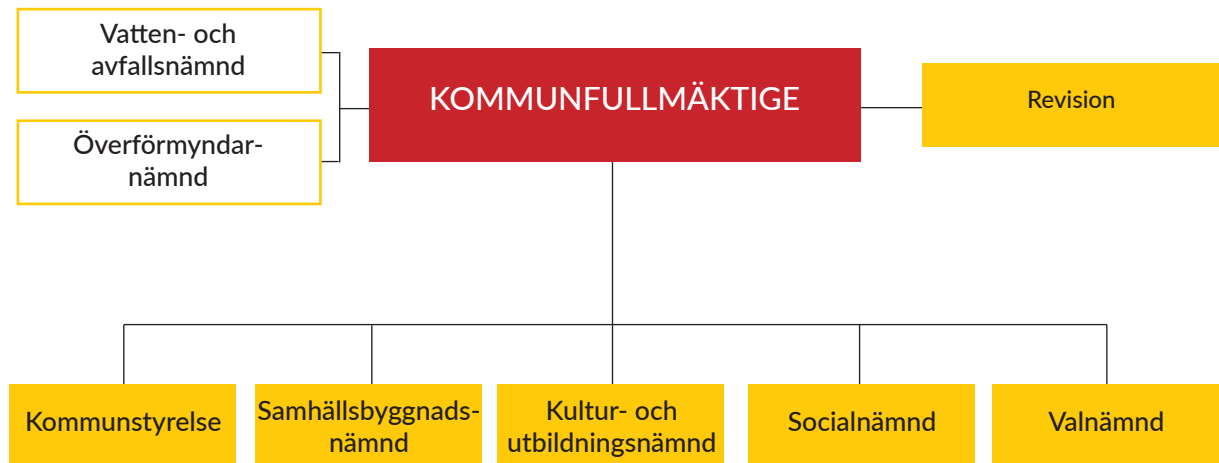 Vatten- och
avfallsnämnd
KOMMUNFULLMÄKTIGE
Revision
Överförmyndar-
nämnd
Kommunstyrelse
Samhällsbyggnads-
nämnd
Kultur- och
utbildningsnämnd
Socialnämnd
Valnämnd